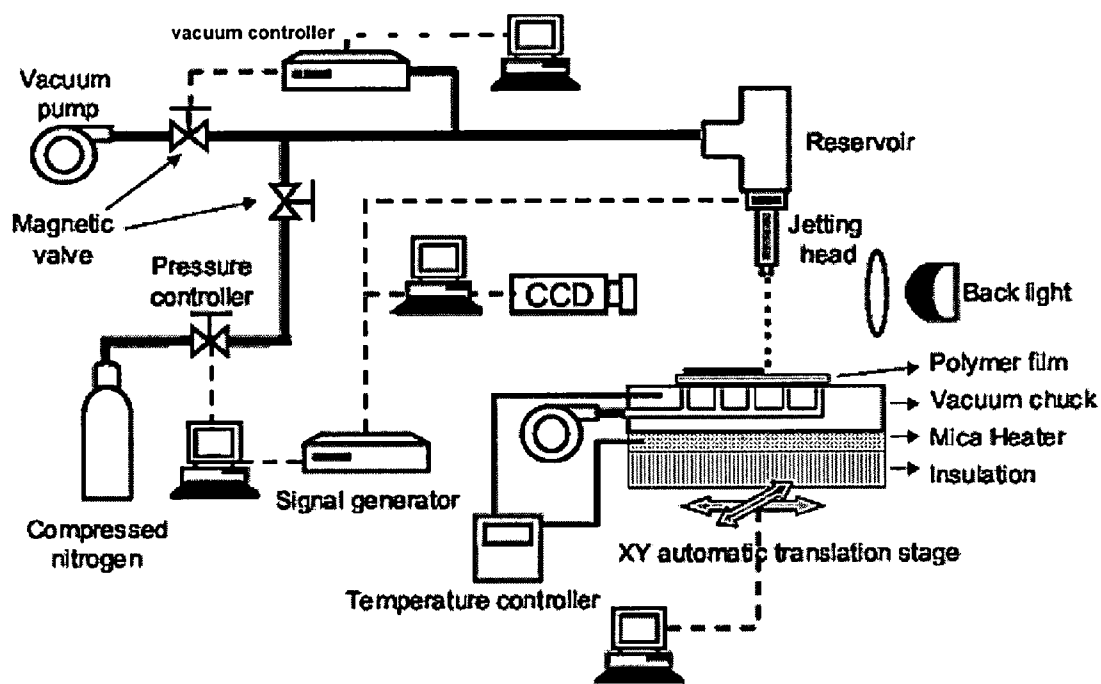 vacuum controller
Vacuum
pump
Reservoir
Magnetic
valve
Jetting
head
Pressure
controller
CCD
Back light
Polymer film
Vacuum chuck
Mica Heater
Insulation
Signal generator
Compressed
nitrogen
XY automatic translation stage
Temperature controller